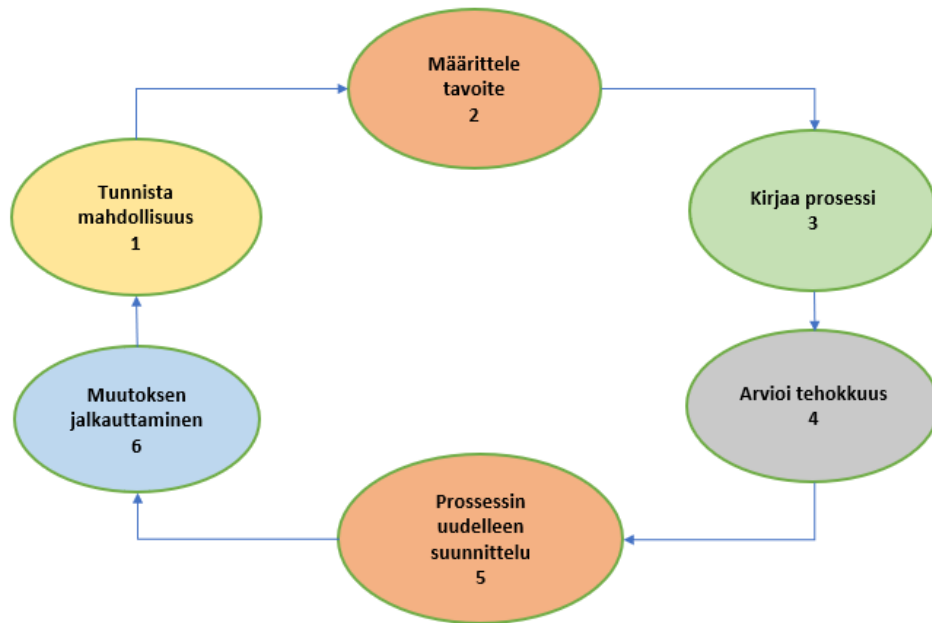 Tunnista
mahdollisuus
1
Määrittele
tavoite
2
Kirjaa prosessi
3
Arvioi tehokkuus
4
Prossessin
uudelleen
suunnittelu
5
Muutoksen
jalkauttaminen
6